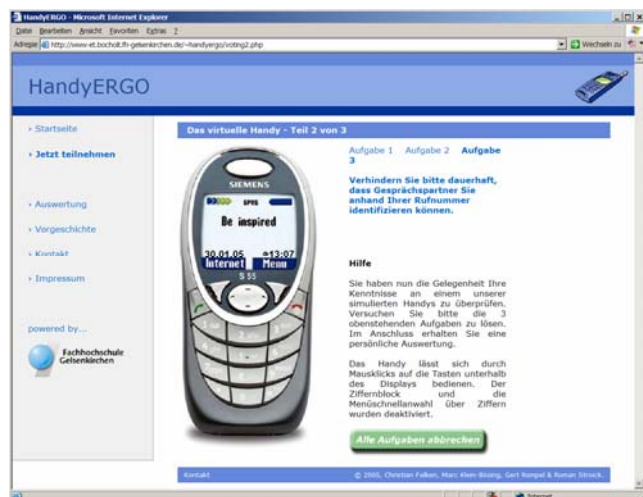 HandyERGO - Microsoft Internet Explorer
Datei Bearbeiten Ansicht Favoriten Extras ?
Adresse http://www-et.bocholt.fh-gelsenkirchen.de/~handyergo/voting2.php
Wechseln zu
HandyERGO
Startseite
Jetzt teilnehmen
Auswertung
Vorgeschichte
Kontakt
Impressum
powered by...
Fachhochschule
Gelsenkirchen
Das virtuelle Handy - Teil 2 von 3
SIEMENS
GPRS
Be inspired
30.01.05 13:07
Internet Menu
S 55
Aufgabe 1 Aufgabe 2 Aufgabe
3
Verhindern Sie bitte dauerhaft,
dass Gesprächspartner Sie
anhand Ihrer Rufnummer
identifizieren können.
Hilfe
Sie haben nun die Gelegenheit Ihre
Kenntnisse an einem unserer
simulierten Handys zu überprüfen.
Versuchen Sie bitte die 3
obenstehenden Aufgaben zu lösen.
Im Anschluss erhalten Sie eine
persönliche Auswertung.
Das Handy lässt sich durch
Mausklicks auf die Tasten unterhalb
des Displays bedienen. Der
Ziffernblock und die
Menüschnellanwahl über Ziffern
wurden deaktiviert.
Alle Aufgaben abbrechen
Kontakt
© 2005, Christian Falken, Marc Klein-Bösing, Gert Rompel & Roman Strock.
Internet